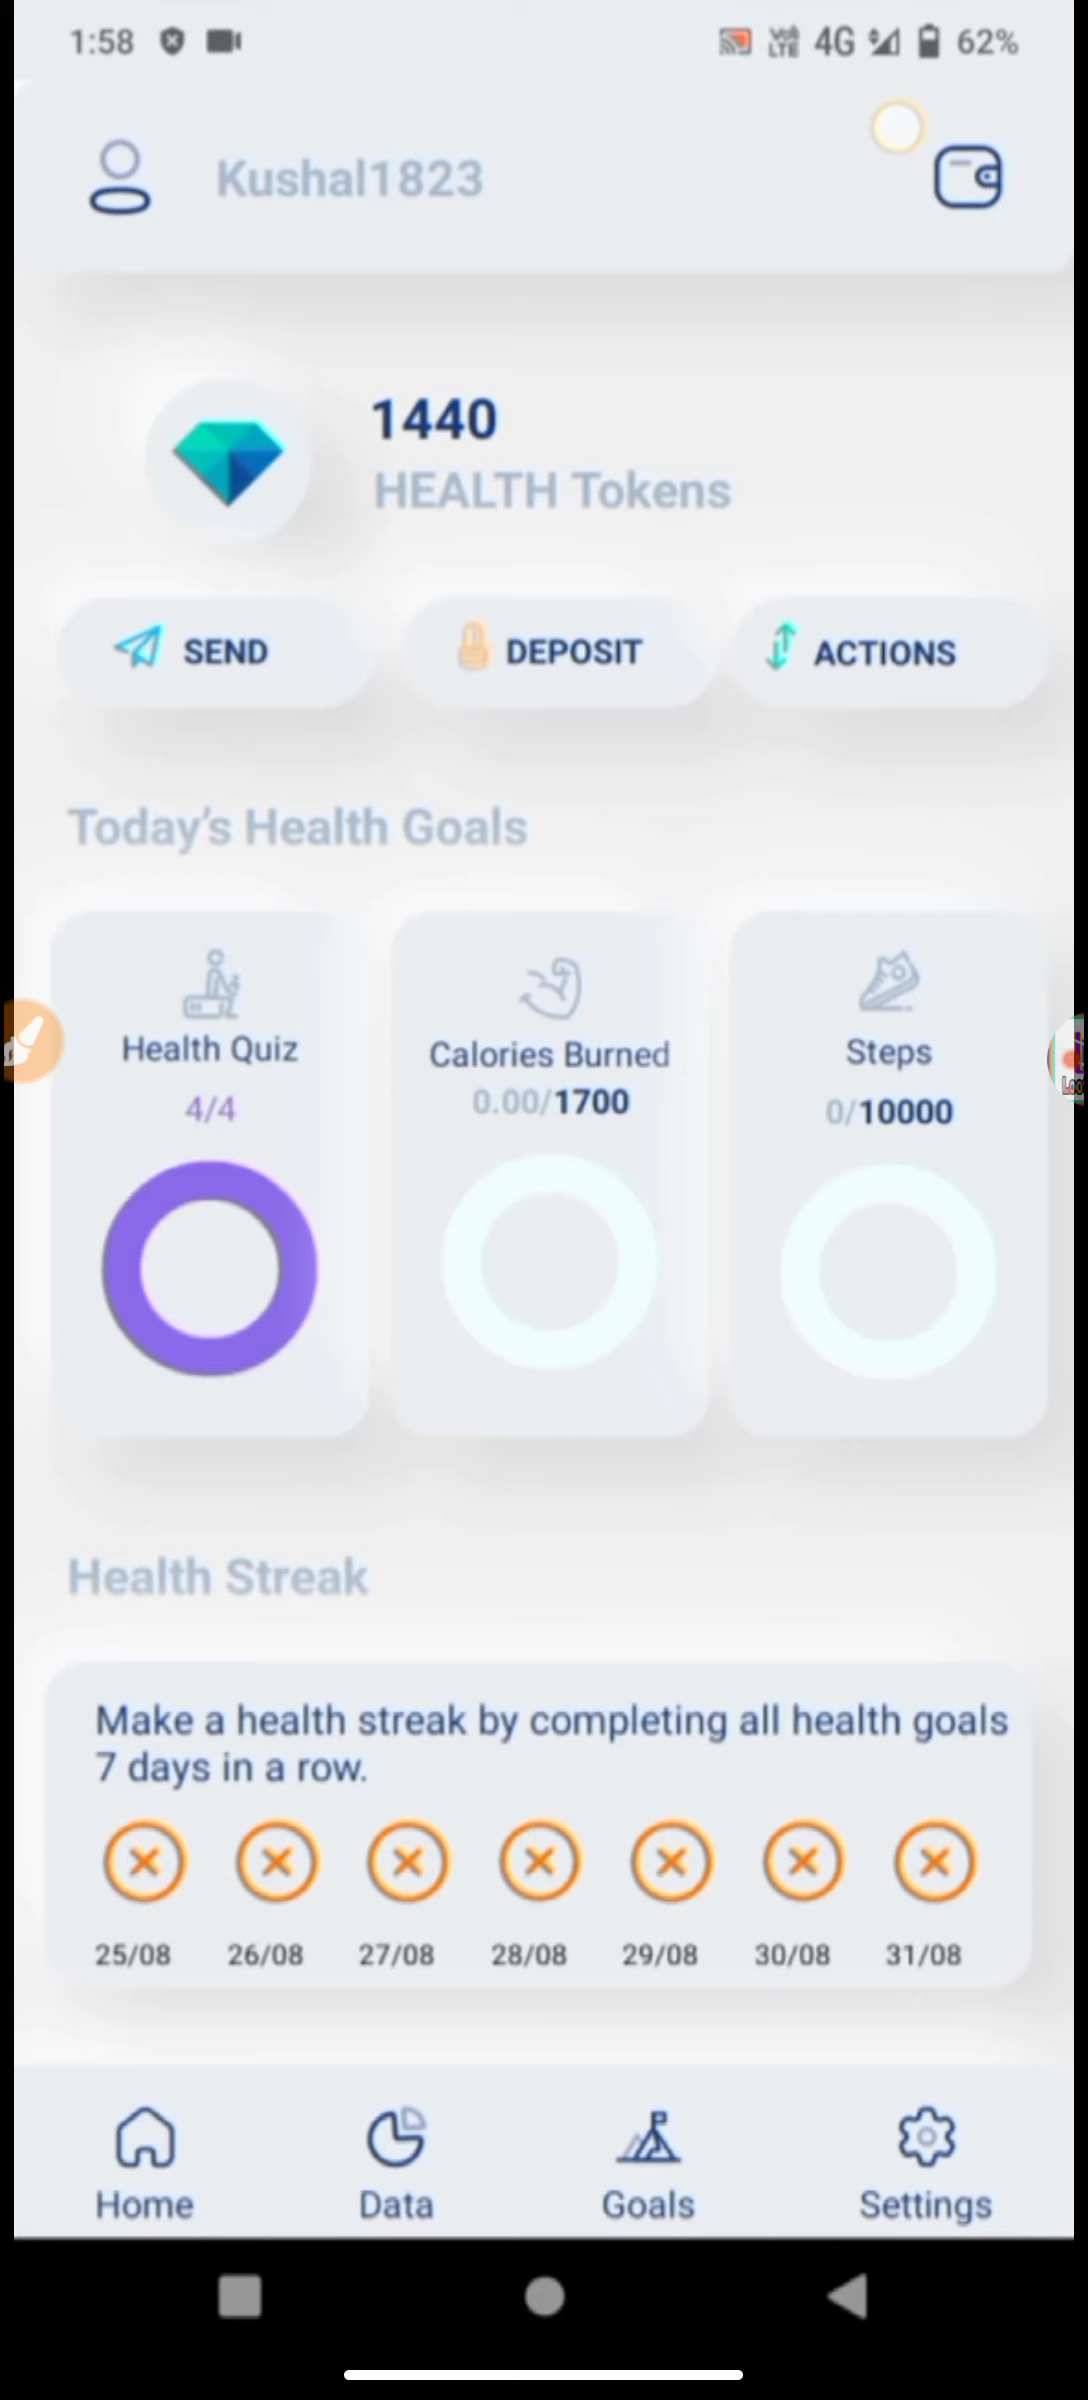 1:58
VoB LTE 4G 62%
Kushal1823
1440
HEALTH Tokens
SEND DEPOSIT ACTIONS
Today's Health Goals
Health Quiz
4/4
Calories Burned
0.00/1700
Steps
0/10000
Health Streak
Make a health streak by completing all health goals
7 days in a row.
25/08 26/08 27/08 28/08 29/08 30/08 31/08
Home Data Goals Settings